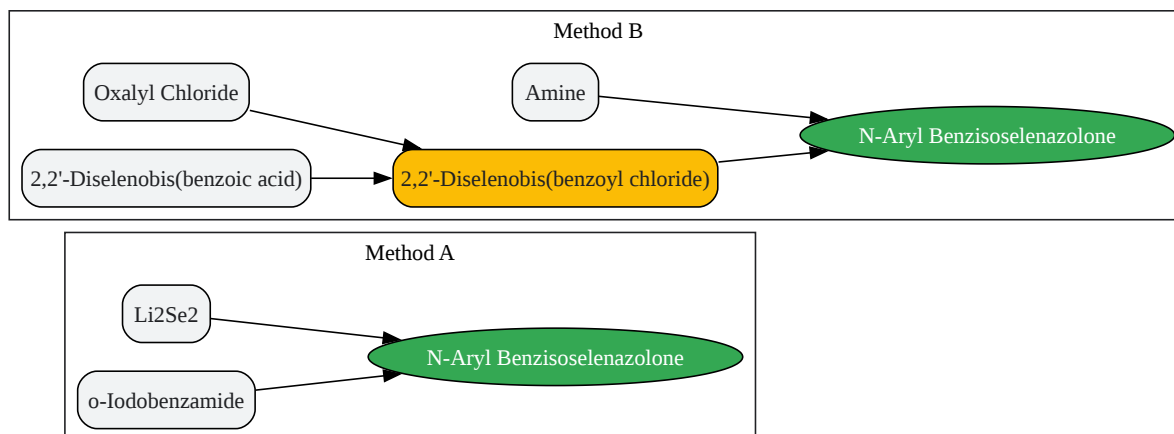 Method B
Oxalyl Chloride
Amine
N-Aryl Benzisoselenazolone
2,2'-Diselenobis(benzoic acid)
2,2'-Diselenobis(benzoyl chloride)
Method A
Li2Se2
N-Aryl Benzisoselenazolone
o-Iodobenzamide